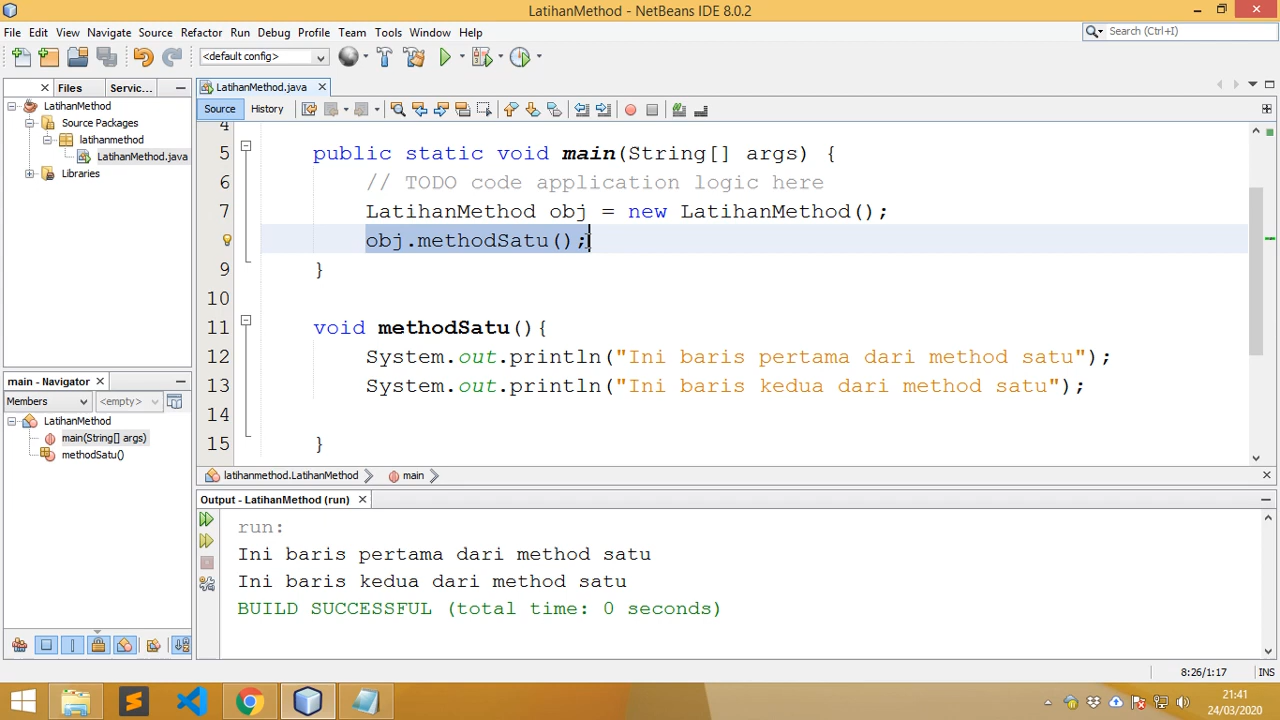 LatihanMethod - NetBeans IDE 8.0.2
File Edit View Navigate Source Refactor Run Debug Profile Team Tools Window Help
Search (Ctrl+I)
<default config>
Files Servic...
LatihanMethod.java
LatihanMethod
Source Packages
latihanmethod
LatihanMethod.java
Libraries
Source History
4
5 public static void main(String[] args) {
6 // TODO code application logic here
7 LatihanMethod obj = new LatihanMethod();
obj.methodSatu();
9 }
10
11 void methodSatu(){
12 System.out.println("Ini baris pertama dari method satu");
13 System.out.println("Ini baris kedua dari method satu");
14
15 }
latihanmethod.LatihanMethod main
main - Navigator
Members <empty>
LatihanMethod
main(String[] args)
methodSatu()
Output - LatihanMethod (run)
run:
Ini baris pertama dari method satu
Ini baris kedua dari method satu
BUILD SUCCESSFUL (total time: 0 seconds)
8:26/1:17 INS
21:41
24/03/2020